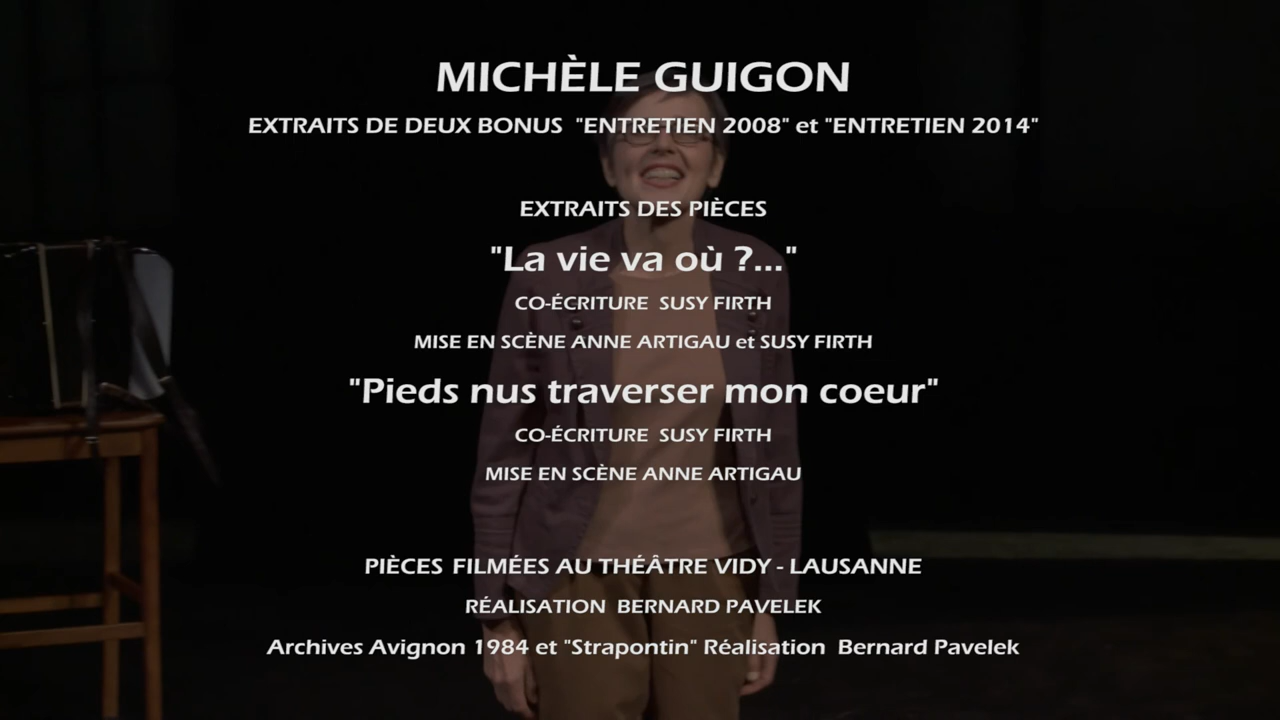 MICHÈLE GUIGON
EXTRAITS DE DEUX BONUS "ENTRETIEN 2008" et "ENTRETIEN 2014"
EXTRAITS DES PIÈCES
"La vie va où ?..."
CO-ÉCRITURE SUSY FIRTH
MISE EN SCÈNE ANNE ARTIGAU et SUSY FIRTH
"Pieds nus traverser mon coeur"
CO-ÉCRITURE SUSY FIRTH
MISE EN SCÈNE ANNE ARTIGAU
PIÈCES FILMÉES AU THÉÂTRE VIDY - LAUSANNE
RÉALISATION BERNARD PAVELEK
Archives Avignon 1984 et "Strapontin" Réalisation Bernard Pavelek